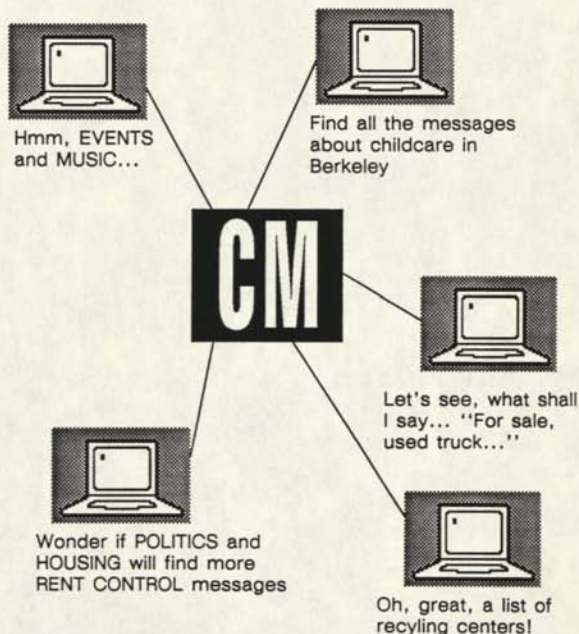 Hmm, EVENTS
and MUSIC...
Find all the messages
about childcare in
Berkeley
CM
Let's see, what shall
I say... "For sale,
used truck..."
Wonder if POLITICS and
HOUSING will find more
RENT CONTROL messages
Oh, great, a list of
recyling centers!